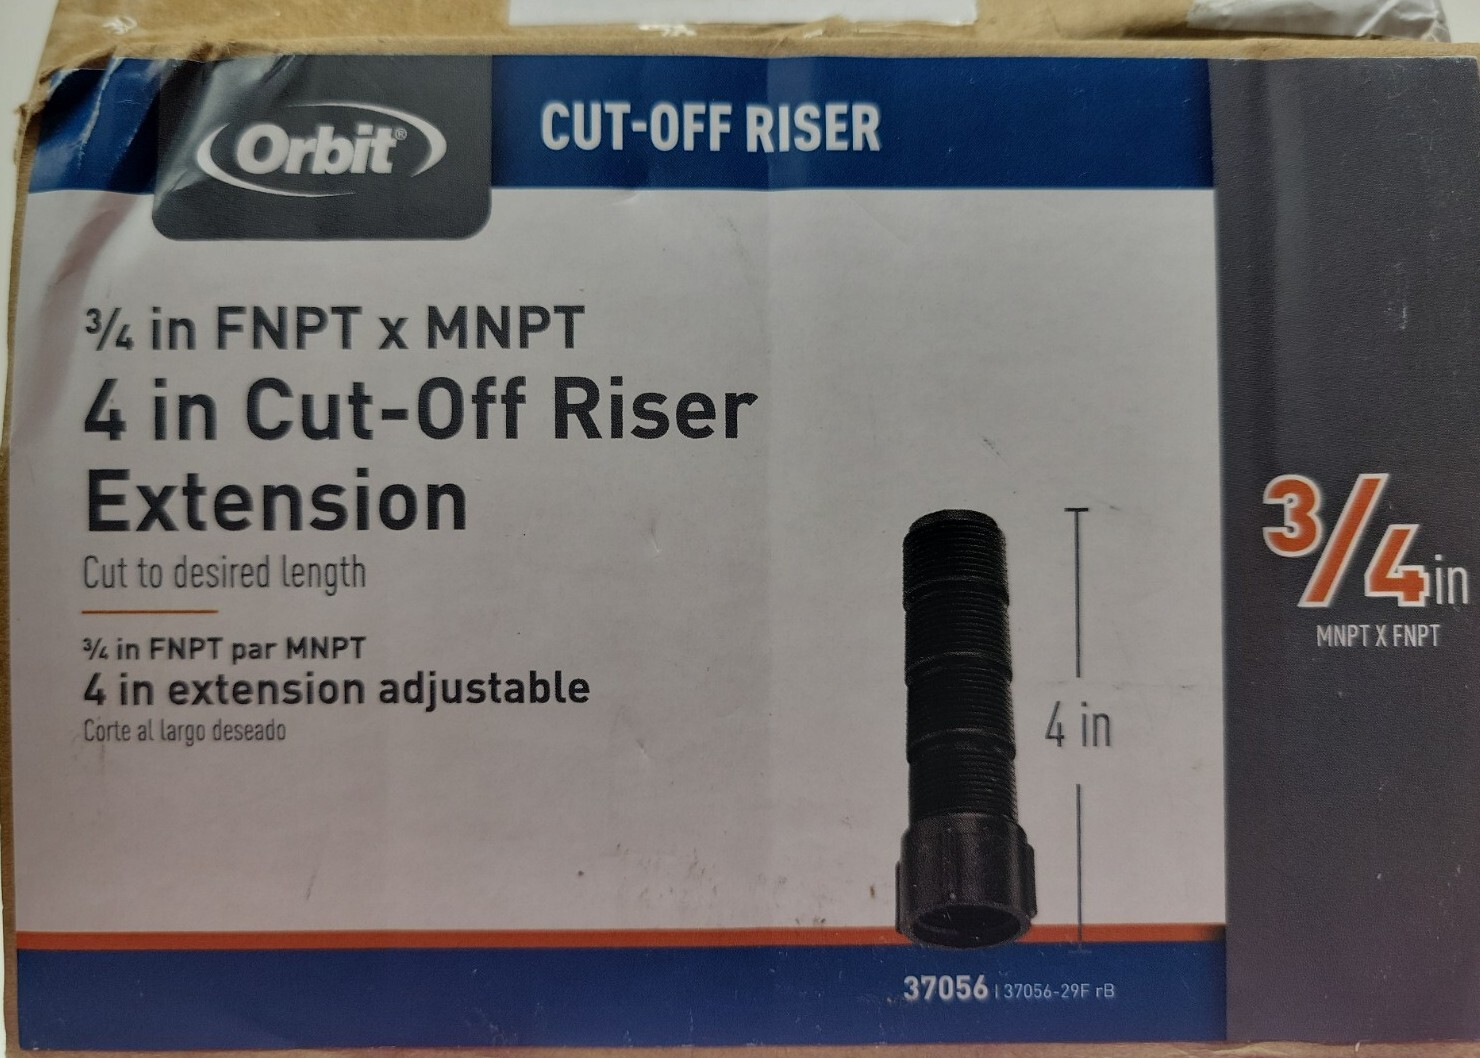 Orbit®
CUT-OFF RISER
3/4 in FNPT x MNPT
4 in Cut-Off Riser
Extension
Cut to desired length
3/4 in FNPT par MNPT
4 in extension adjustable
Corte al largo deseado
4 in
3/4 in
MNPT X FNPT
37056 | 37056-29F rB